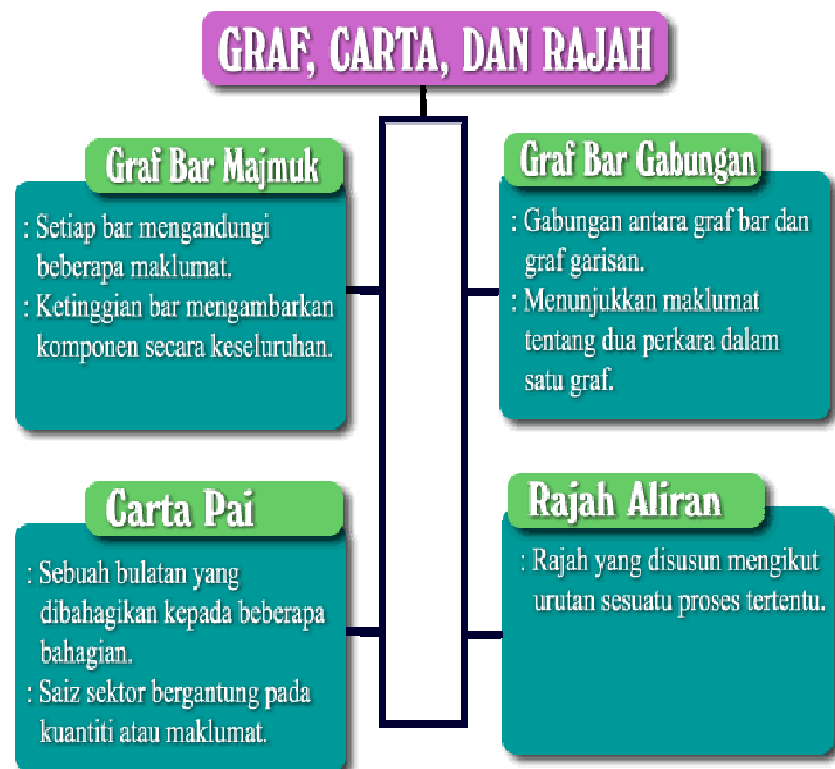 GRAF, CARTA, DAN RAJAH
Graf Bar Majmuk
: Setiap bar mengandungi
beberapa maklumat.
: Ketinggian bar mengambarkan
komponen secara keseluruhan.
Graf Bar Gabungan
: Gabungan antara graf bar dan
graf garisan.
: Menunjukkan maklumat
tentang dua perkara dalam
satu graf.
Carta Pai
: Sebuah bulatan yang
dibahagikan kepada beberapa
bahagian.
: Saiz sektor bergantung pada
kuantiti atau maklumat.
Rajah Aliran
: Rajah yang disusun mengikut
urutan sesuatu proses tertentu.